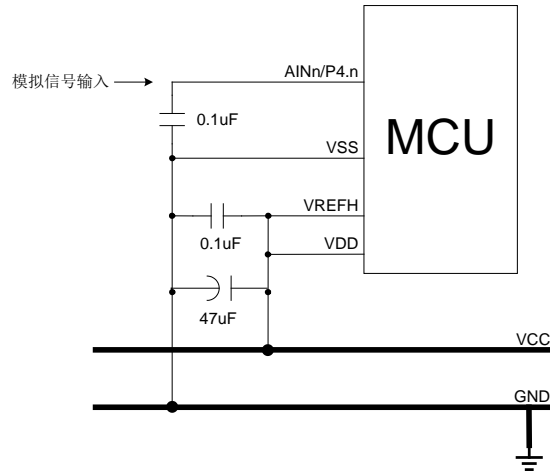 AINn/P4.n
模拟信号输入
0.1uF
MCU
VSS
VREFH
0.1uF
VDD
47uF
VCC
GND